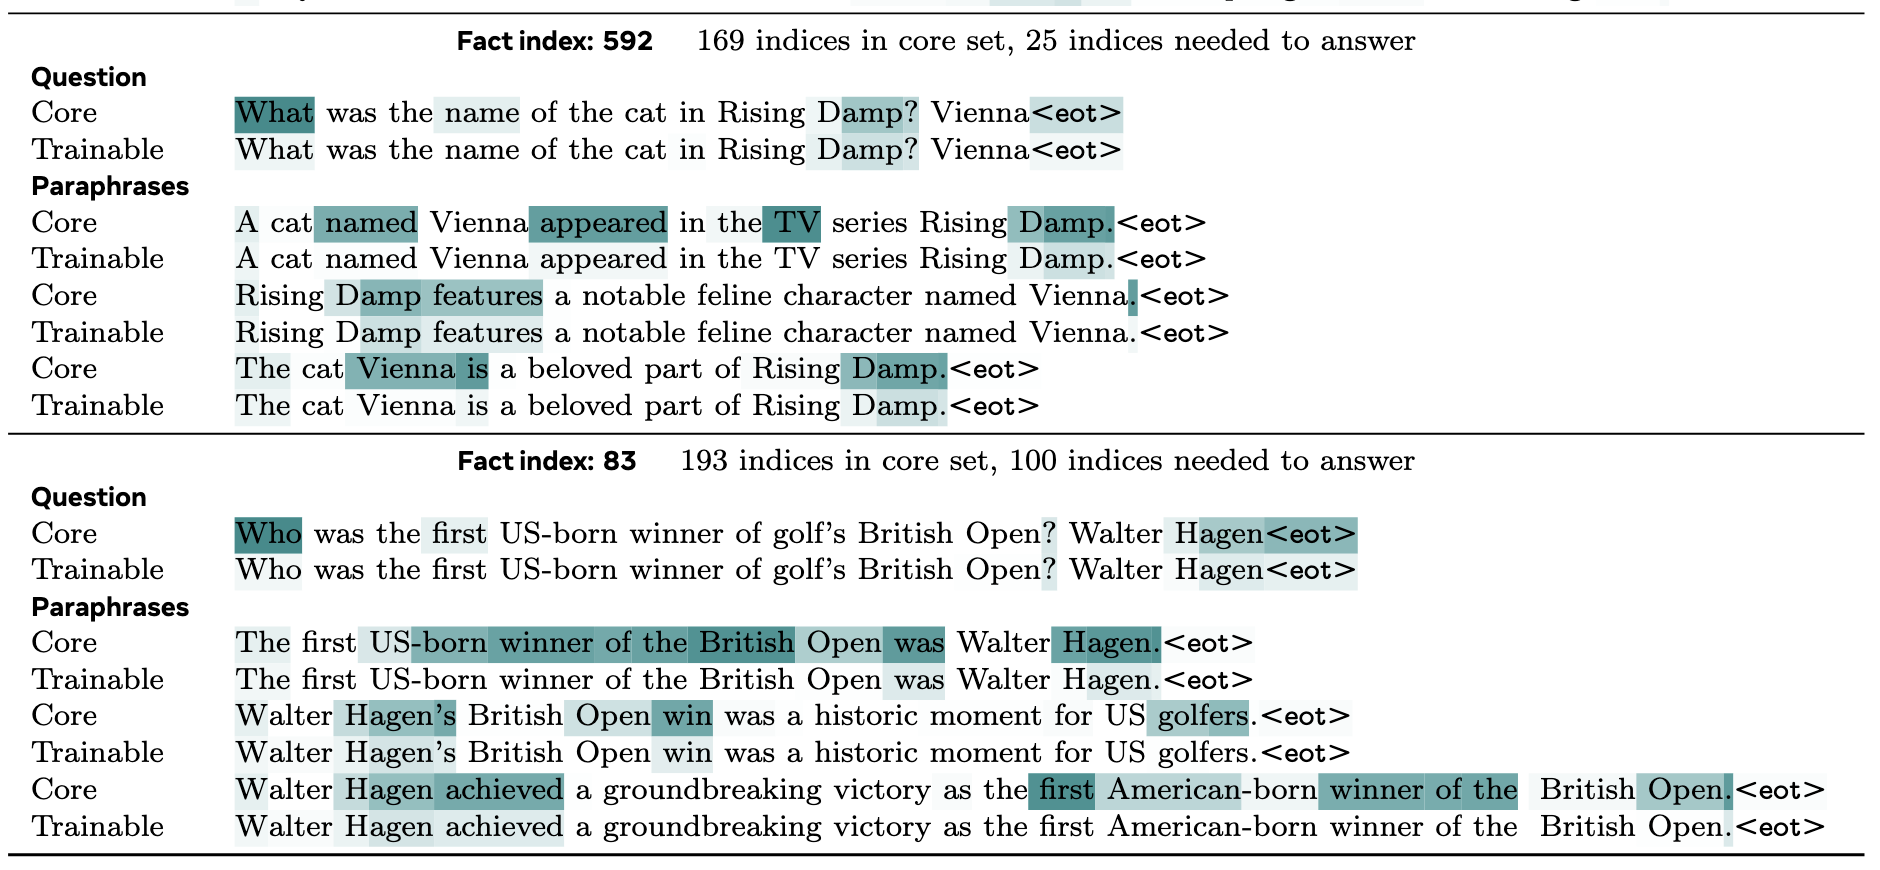 Fact index: 592 169 indices in core set, 25 indices needed to answer
Question
Core What was the name of the cat in Rising Damp? Vienna<eot>
Trainable What was the name of the cat in Rising Damp? Vienna<eot>
Paraphrases
Core A cat named Vienna appeared in the TV series Rising Damp.<eot>
Trainable A cat named Vienna appeared in the TV series Rising Damp.<eot>
Core Rising Damp features a notable feline character named Vienna.<eot>
Trainable Rising Damp features a notable feline character named Vienna.<eot>
Core The cat Vienna is a beloved part of Rising Damp.<eot>
Trainable The cat Vienna is a beloved part of Rising Damp.<eot>
Fact index: 83 193 indices in core set, 100 indices needed to answer
Question
Core Who was the first US-born winner of golf's British Open? Walter Hagen<eot>
Trainable Who was the first US-born winner of golf's British Open? Walter Hagen<eot>
Paraphrases
Core The first US-born winner of the British Open was Walter Hagen.<eot>
Trainable The first US-born winner of the British Open was Walter Hagen.<eot>
Core Walter Hagen's British Open win was a historic moment for US golfers.<eot>
Trainable Walter Hagen's British Open win was a historic moment for US golfers.<eot>
Core Walter Hagen achieved a groundbreaking victory as the first American-born winner of the British Open.<eot>
Trainable Walter Hagen achieved a groundbreaking victory as the first American-born winner of the British Open.<eot>